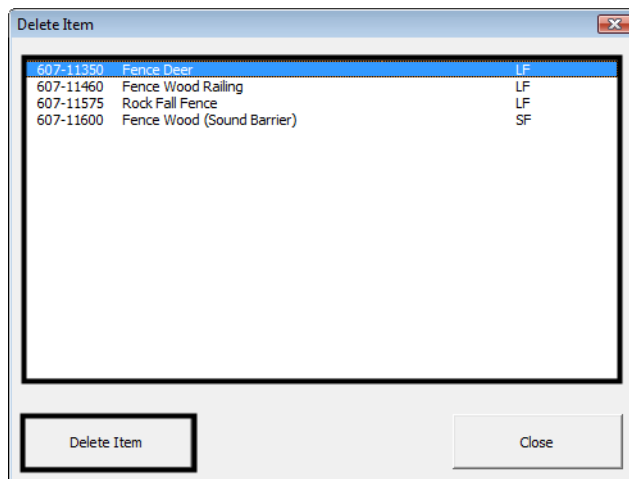 Delete Item
607-11350 Fence Deer LF
607-11460 Fence Wood Railing LF
607-11575 Rock Fall Fence LF
607-11600 Fence Wood (Sound Barrier) SF
Delete Item Close